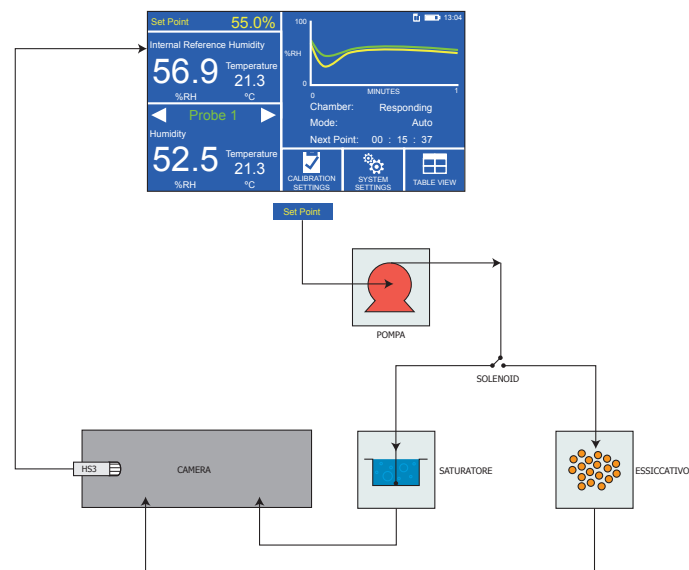 Set Point 55.0%
13:04
Internal Reference Humidity
56.9
Temperature
21.3
%RH
°C
Probe 1
Humidity
52.5
Temperature
21.3
%RH
°C
100
%RH
0
0
MINUTES
1
Chamber: Responding
Mode: Auto
Next Point: 00 : 15 : 37
CALIBRATION
SETTINGS
SYSTEM
SETTINGS
TABLE VIEW
Set Point
POMPA
SOLENOID
HS3
CAMERA
SATURATORE
ESSICCATIVO